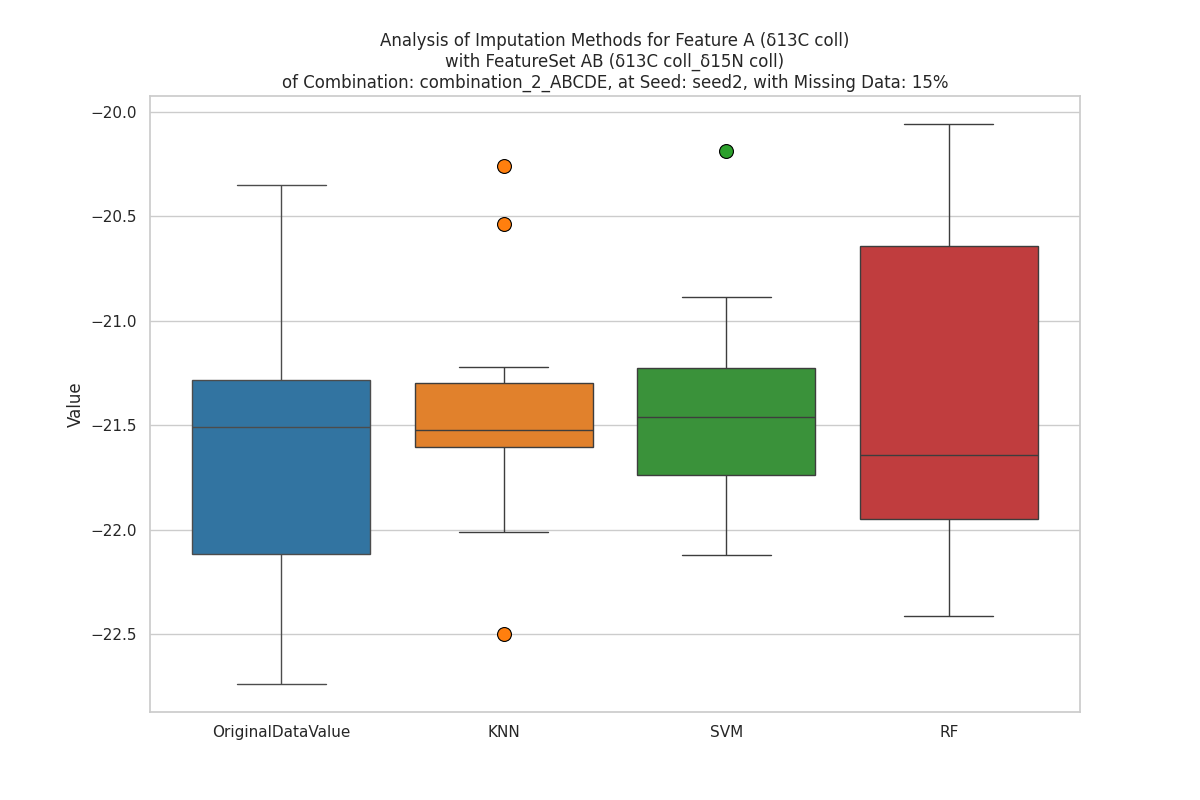 Analysis of Imputation Methods for Feature A (δ13C coll)
with FeatureSet AB (δ13C coll_δ15N coll)
of Combination: combination_2_ABCDE, at Seed: seed2, with Missing Data: 15%
−20.0
−20.5
−21.0
−21.5
−22.0
−22.5
Value
OriginalDataValue
KNN
SVM
RF